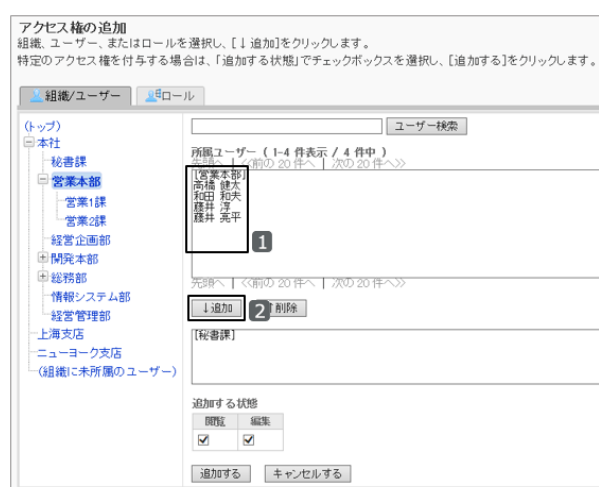 アクセス権の追加
組織、ユーザー、またはロールを選択し、[↓追加]をクリックします。
特定のアクセス権を付与する場合は、「追加する状態」でチェックボックスを選択し、[追加する]をクリックします。
組織/ユーザー ロール
(トップ)
本社
秘書課
営業本部
営業1課
営業2課
経営企画部
開発本部
総務部
情報システム部
経営管理部
上海支店
ニューヨーク支店
(組織に未所属のユーザー)
ユーザー検索
所属ユーザー ( 1-4 件表示 / 4 件中 )
先頭へ | <<前の 20 件へ | 次の 20 件へ>>
[営業本部]
高橋 健太
和田 和夫
藤井 淳
藤井 亮平
1
先頭へ | <<前の 20 件へ | 次の 20 件へ>>
↓追加 2 削除
[秘書課]
追加する状態
閲覧 編集
追加する キャンセルする